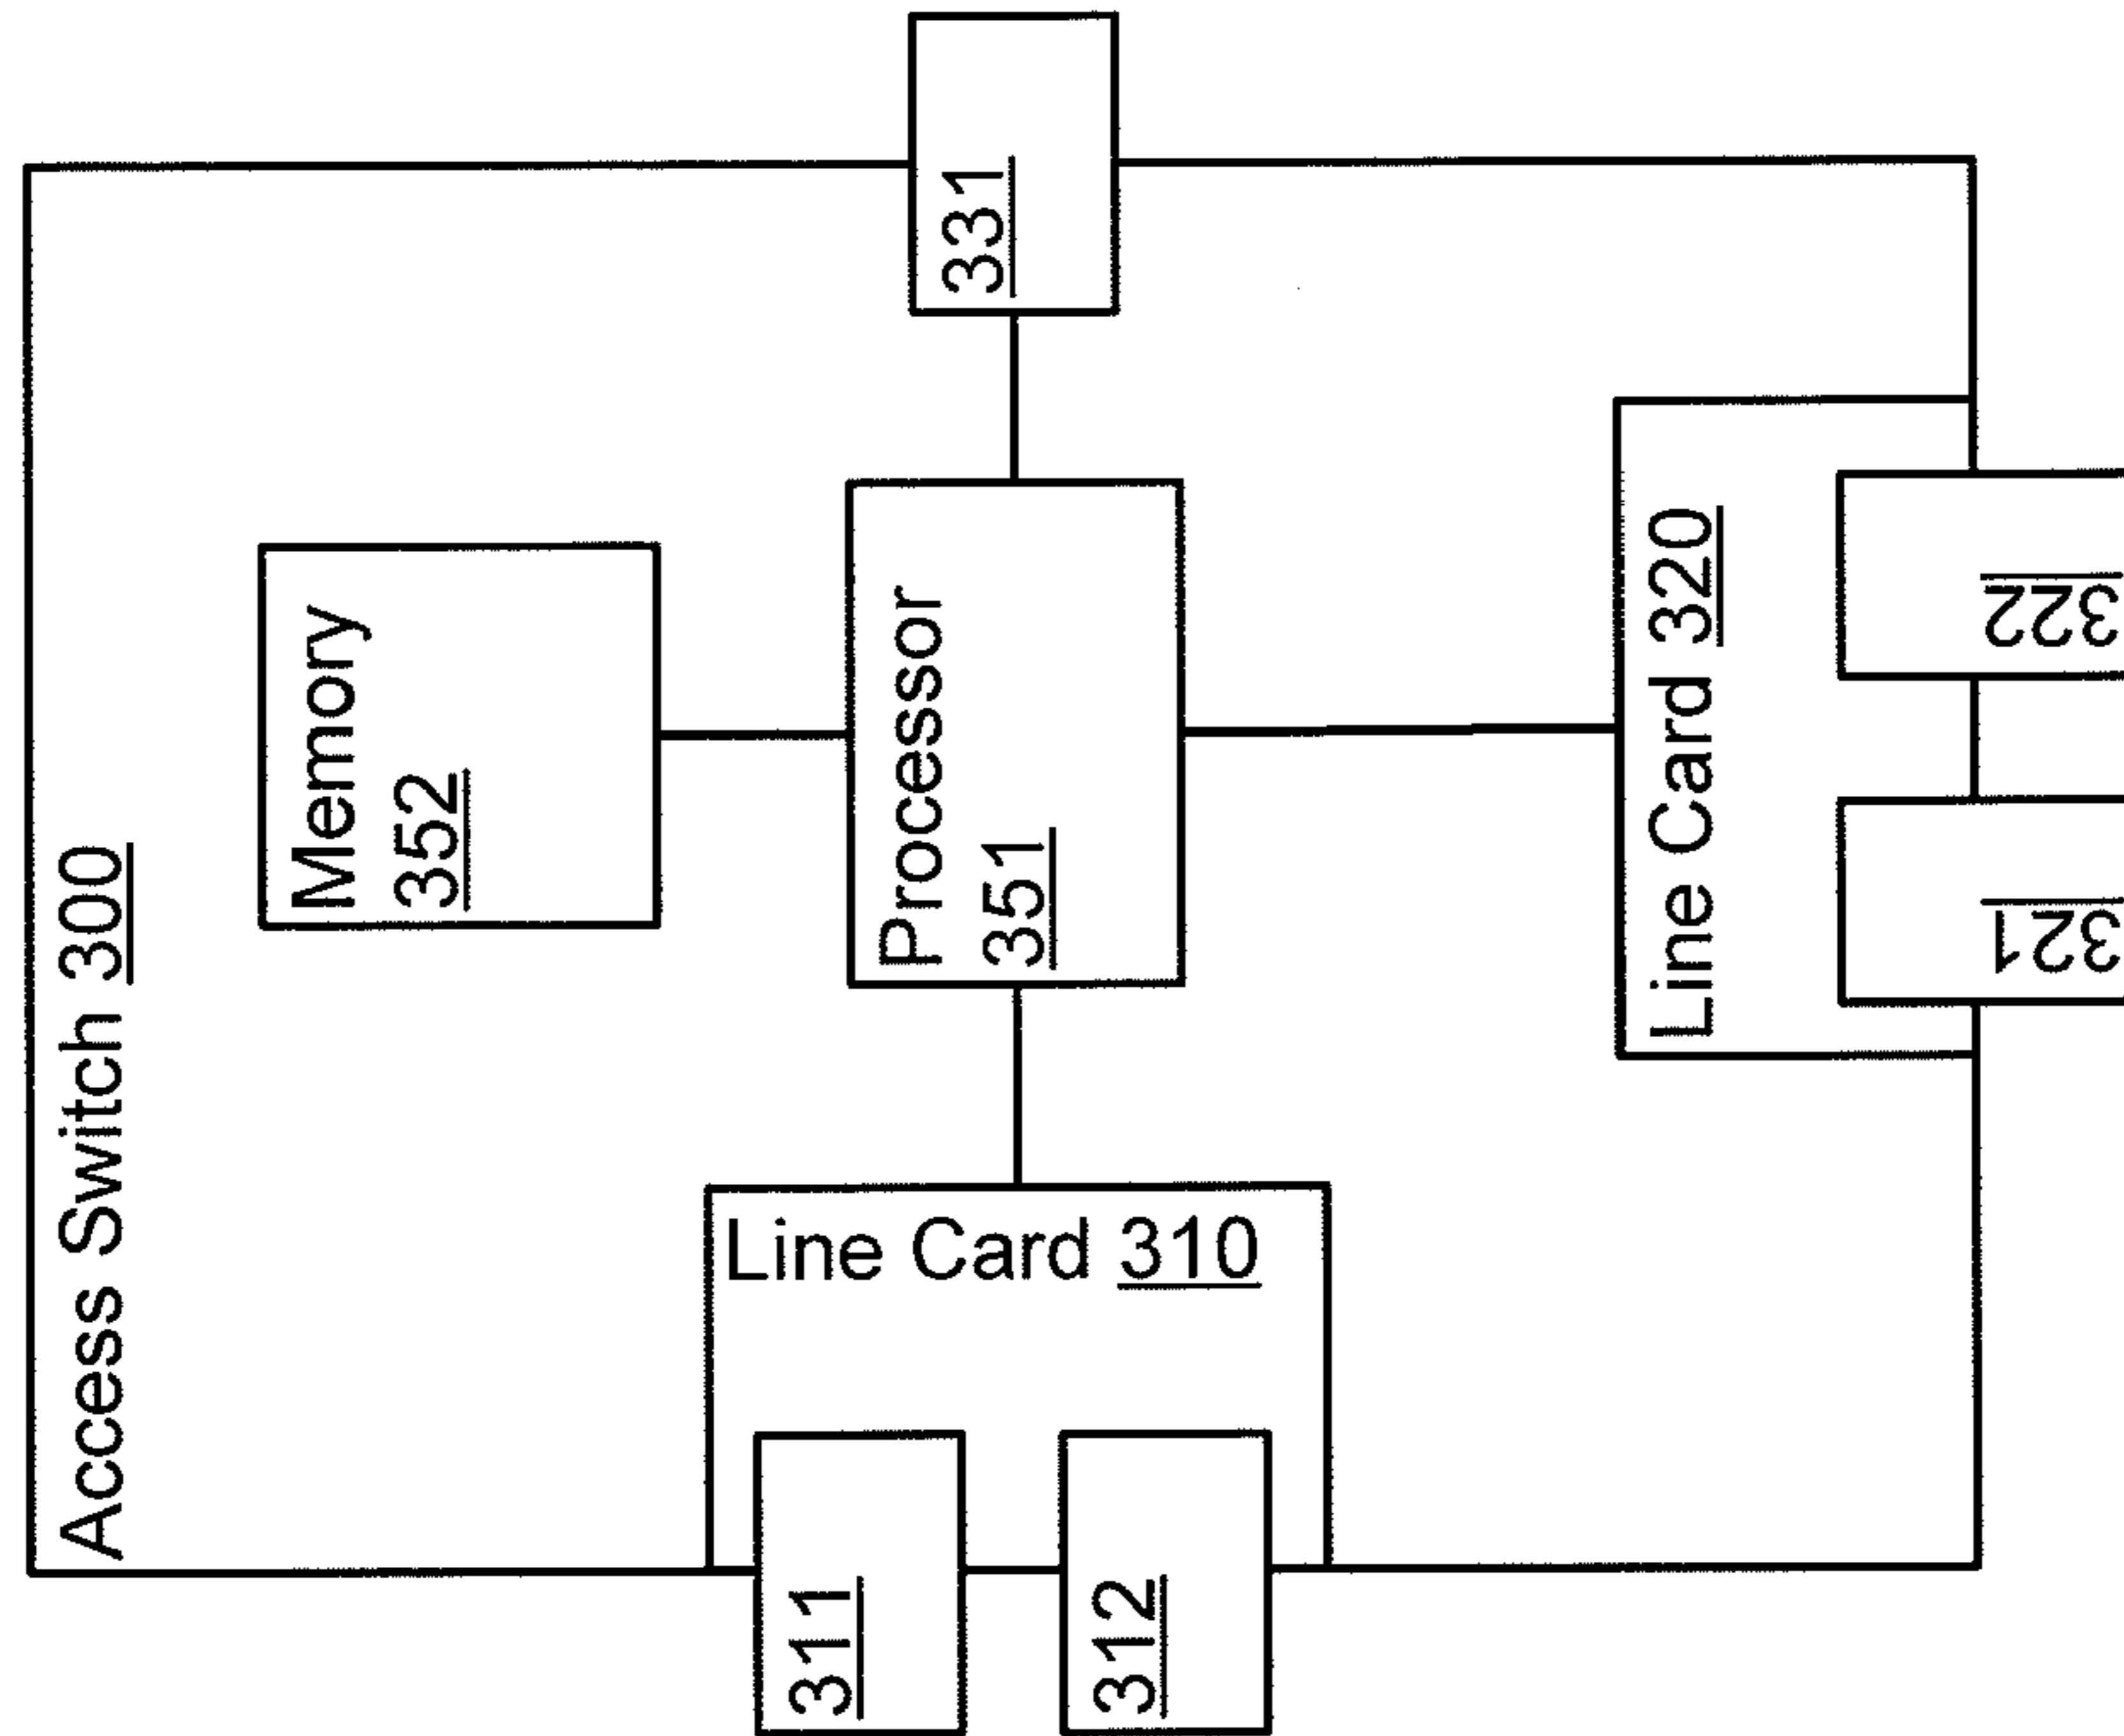 Access Switch 300
Memory
352
Processor
351
331
Line Card 310
311
312
Line Card 320
321
322